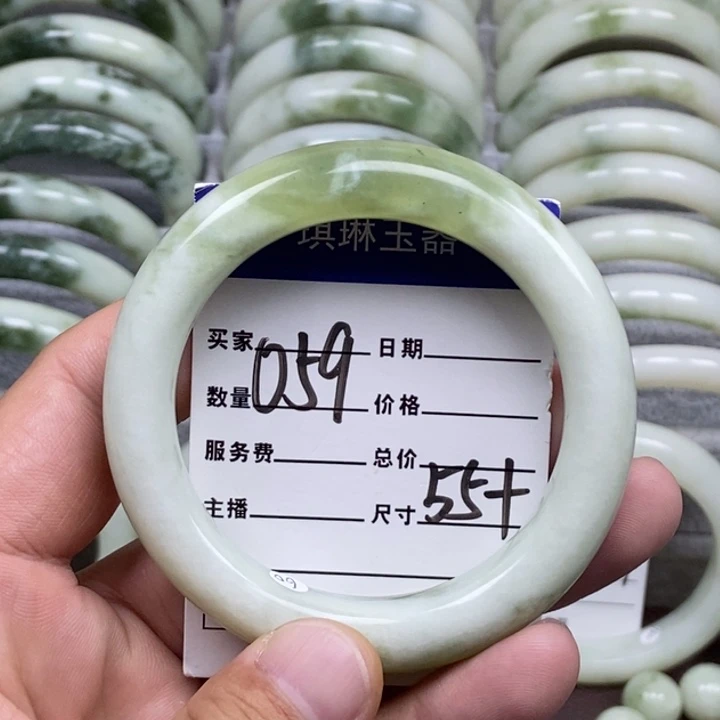 琪琳玉器
买家 日期
059
数量 价格
服务费 总价
主播 尺寸 55+